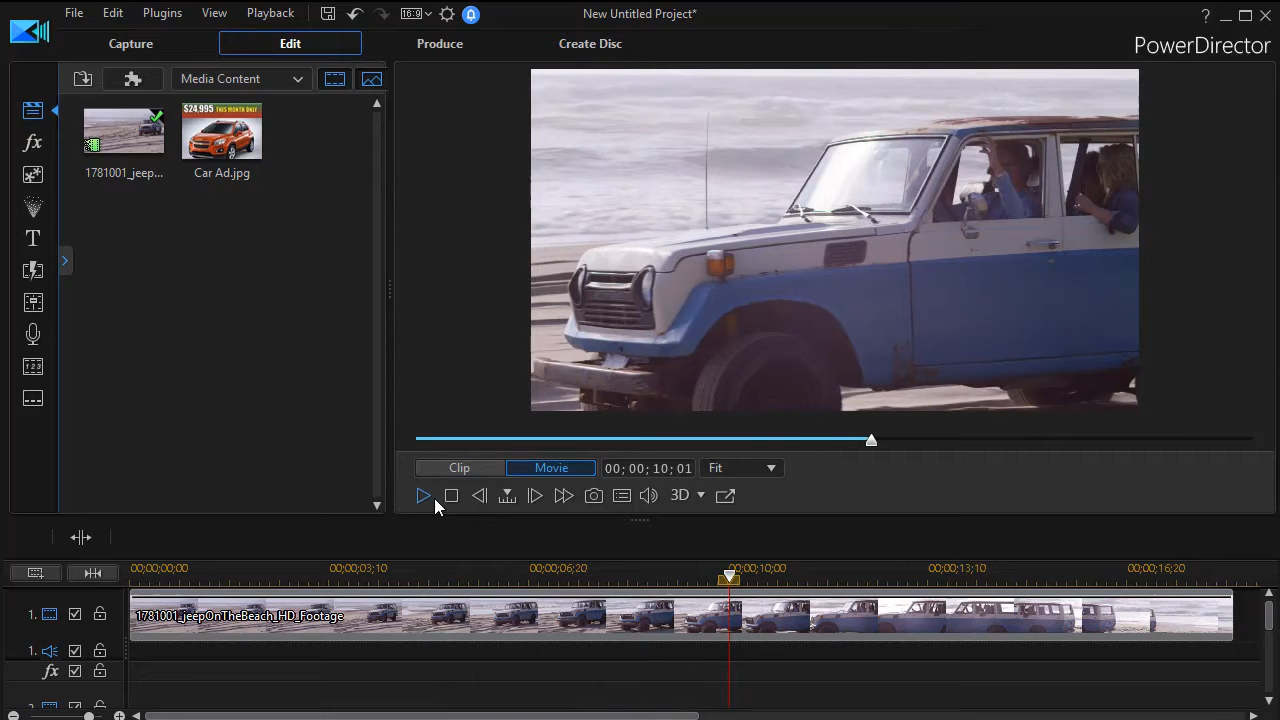 File Edit Plugins View Playback 16:9 New Untitled Project* ?
Capture Edit Produce Create Disc PowerDirector
Media Content
$24,995 THIS MONTH ONLY
1781001_jeep... Car Ad.jpg
fx
T
Clip Movie 00; 00; 10; 01 Fit
3D
00;00;00;00 00;00;03;10 00;00;06;20 00;00;10;00 00;00;13;10 00;00;16;20
1. 1781001_jeepOnTheBeach_HD_Footage
1.
fx